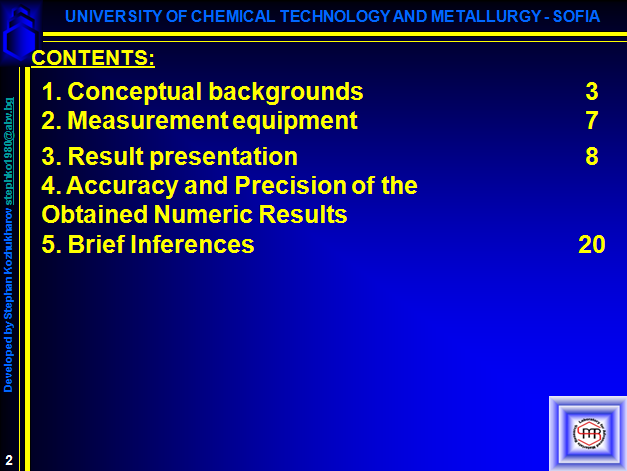 UNIVERSITY OF CHEMICAL TECHNOLOGY AND METALLURGY - SOFIA
CONTENTS:
1. Conceptual backgrounds 3
2. Measurement equipment 7
3. Result presentation 8
4. Accuracy and Precision of the
Obtained Numeric Results
5. Brief Inferences 20
Developed by Stephan Kozhukharov stephko1980@abv.bg
2